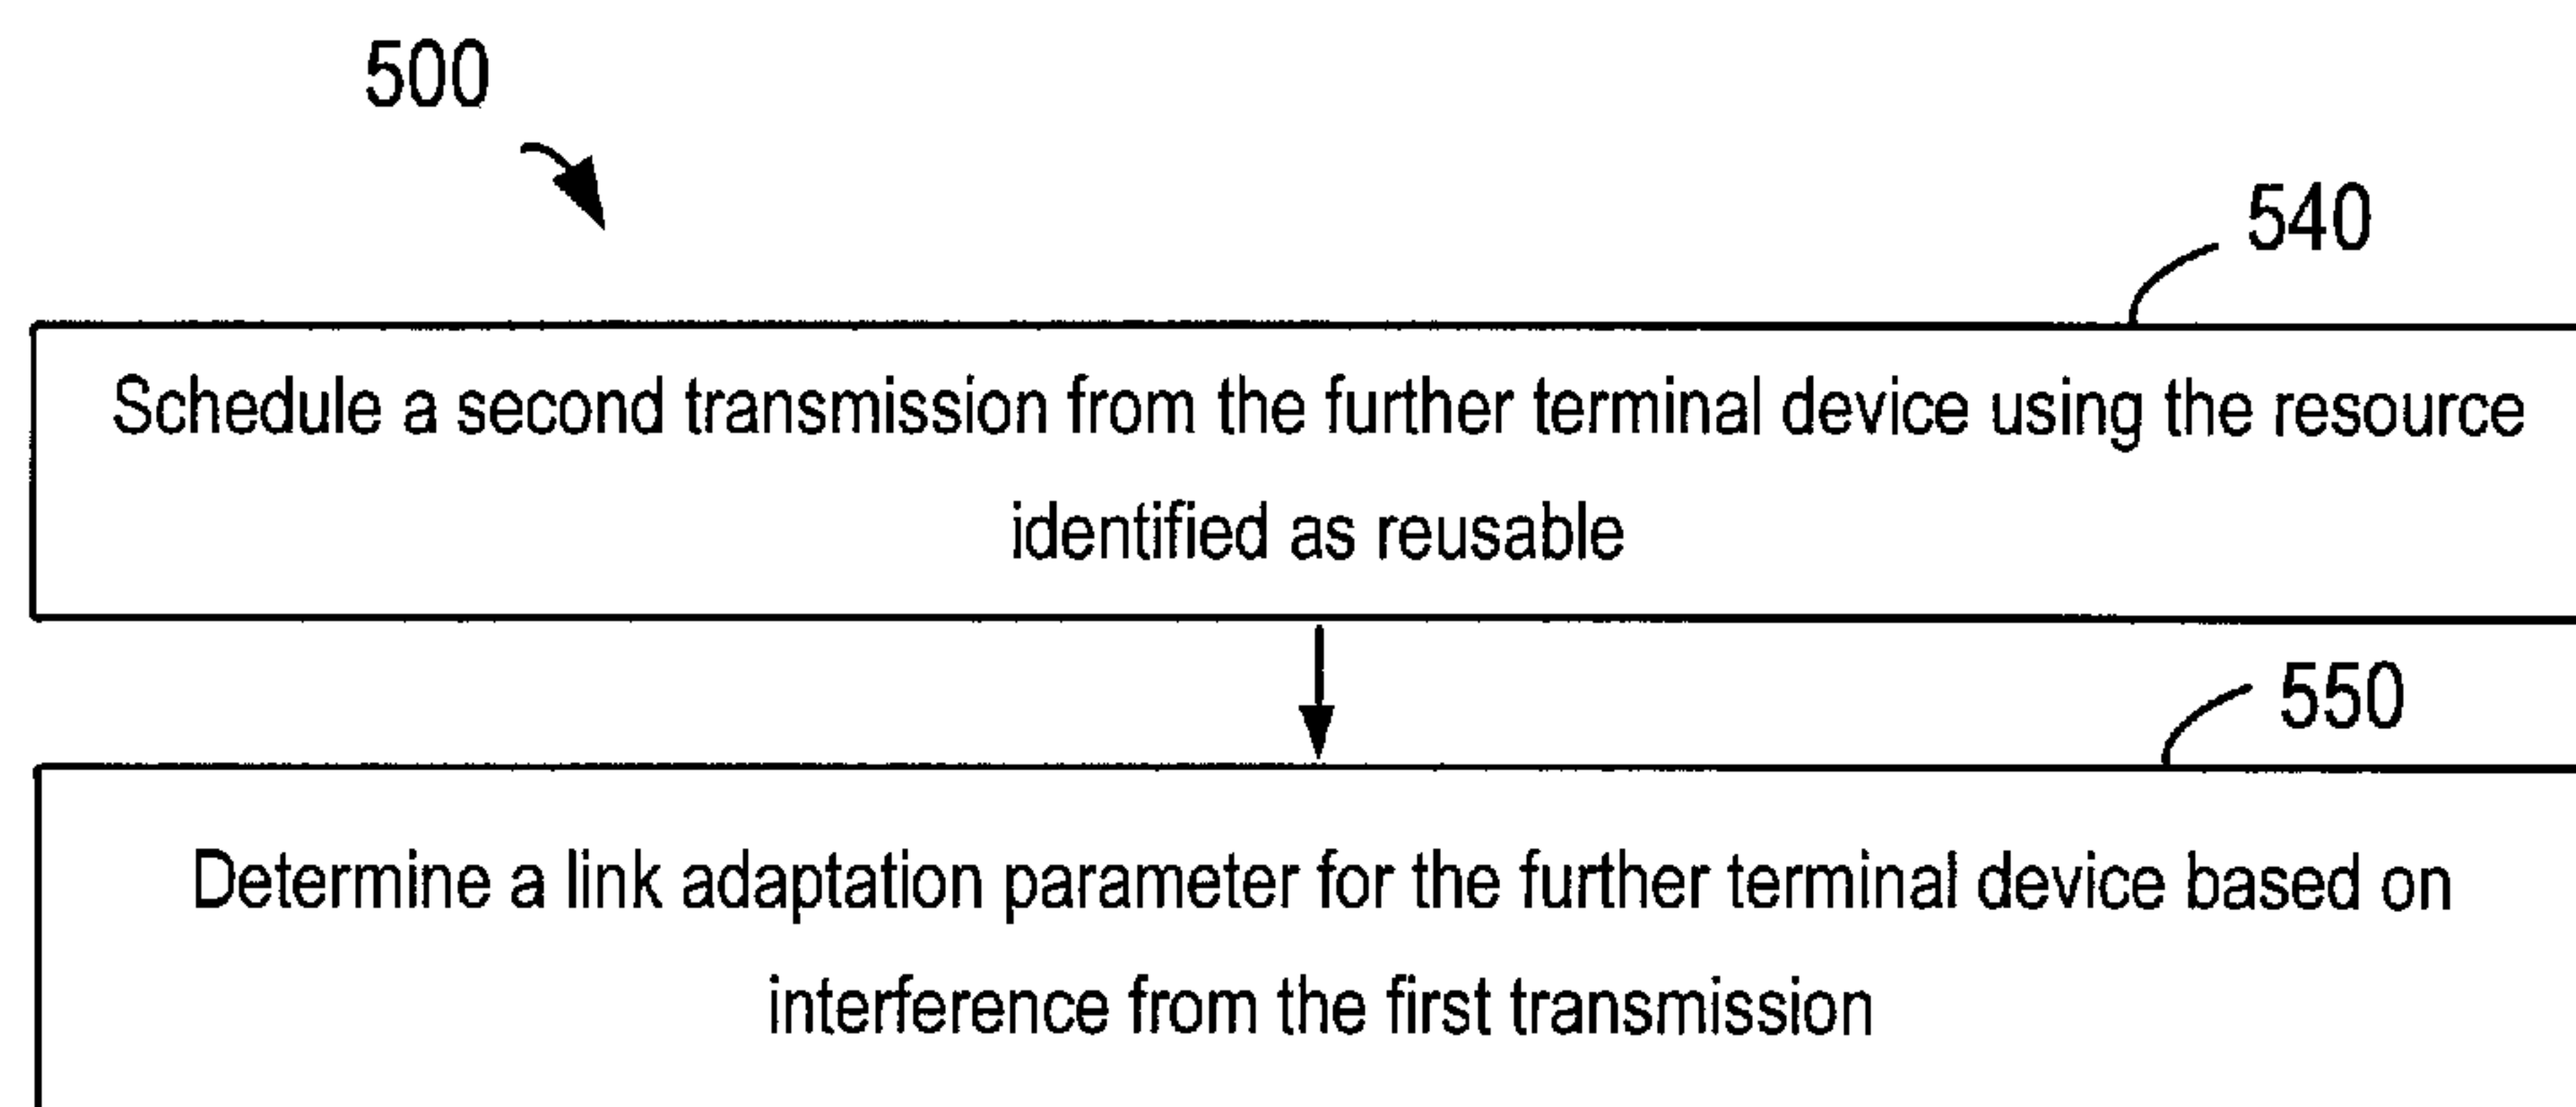 500
540
Schedule a second transmission from the further terminal device using the resource
identified as reusable
550
Determine a link adaptation parameter for the further terminal device based on
interference from the first transmission